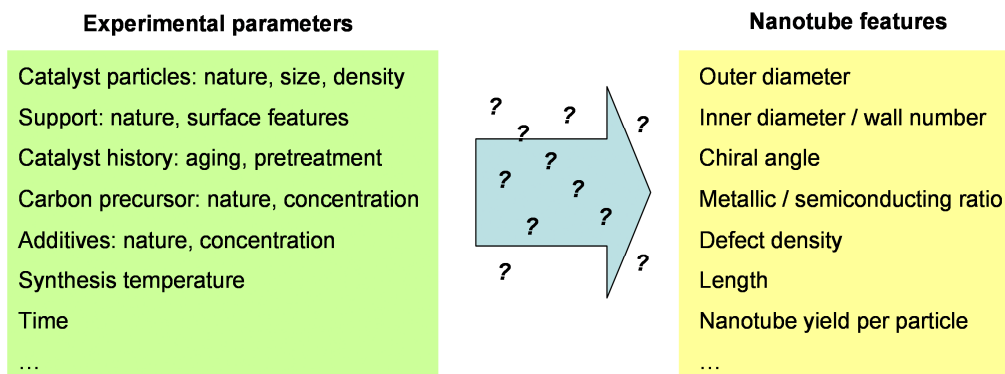 Experimental parameters
Catalyst particles: nature, size, density
Support: nature, surface features
Catalyst history: aging, pretreatment
Carbon precursor: nature, concentration
Additives: nature, concentration
Synthesis temperature
Time
…
? ? ?
?
?
? ?
?
?
? ?
Nanotube features
Outer diameter
Inner diameter / wall number
Chiral angle
Metallic / semiconducting ratio
Defect density
Length
Nanotube yield per particle
…